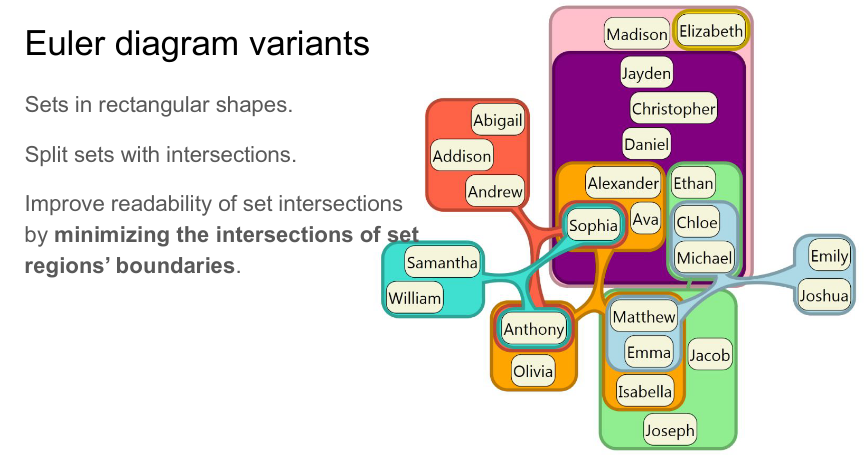 Euler diagram variants
Sets in rectangular shapes.
Split sets with intersections.
Improve readability of set intersections
by minimizing the intersections of set
regions’ boundaries.
Madison
Elizabeth
Jayden
Christopher
Daniel
Abigail
Addison
Andrew
Alexander
Ethan
Sophia
Ava
Chloe
Michael
Samantha
William
Emily
Joshua
Anthony
Olivia
Matthew
Emma
Jacob
Isabella
Joseph